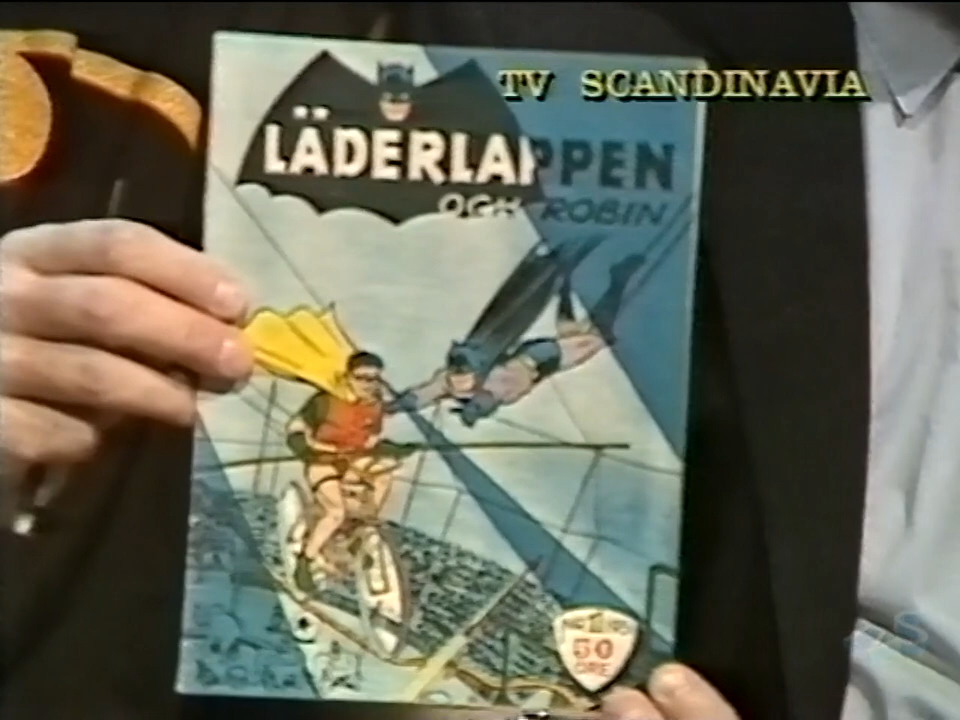 TV SCANDINAVIA
LÄDERLAPPEN
OCH ROBIN
50
ÖRE